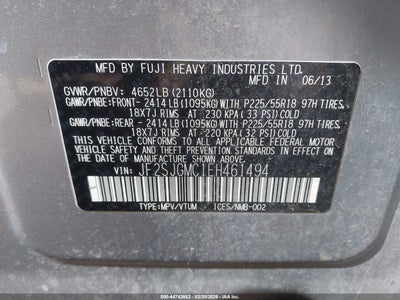 MFD BY FUJI HEAVY INDUSTRIES LTD.
06/13
GVWR/PNBV: 4652LB (2110KG)
GAWR/PNBE: FRONT- 2414 LB (1095KG) WITH P225/55R18 97H TIRES,
18X7J RIMS, AT 230 KPA (33 PSI) COLD
GAWR/PNBE: REAR - 2414 LB (1095KG) WITH P225/55R18 97H TIRES,
18X7J RIMS, AT 220 KPA (32 PSI) COLD
THIS VEHICLE CONFORMS TO ALL APPLICABLE FEDERAL MOTOR
VEHICLE SAFETY, BUMPER, AND THEFT PREVENTION STANDARDS
IN EFFECT ON THE DATE OF MANUFACTURE SHOWN ABOVE.
VIN: JF2SJGMC1EH461494
TYPE:MPV/VTUM ICES/NMB-002